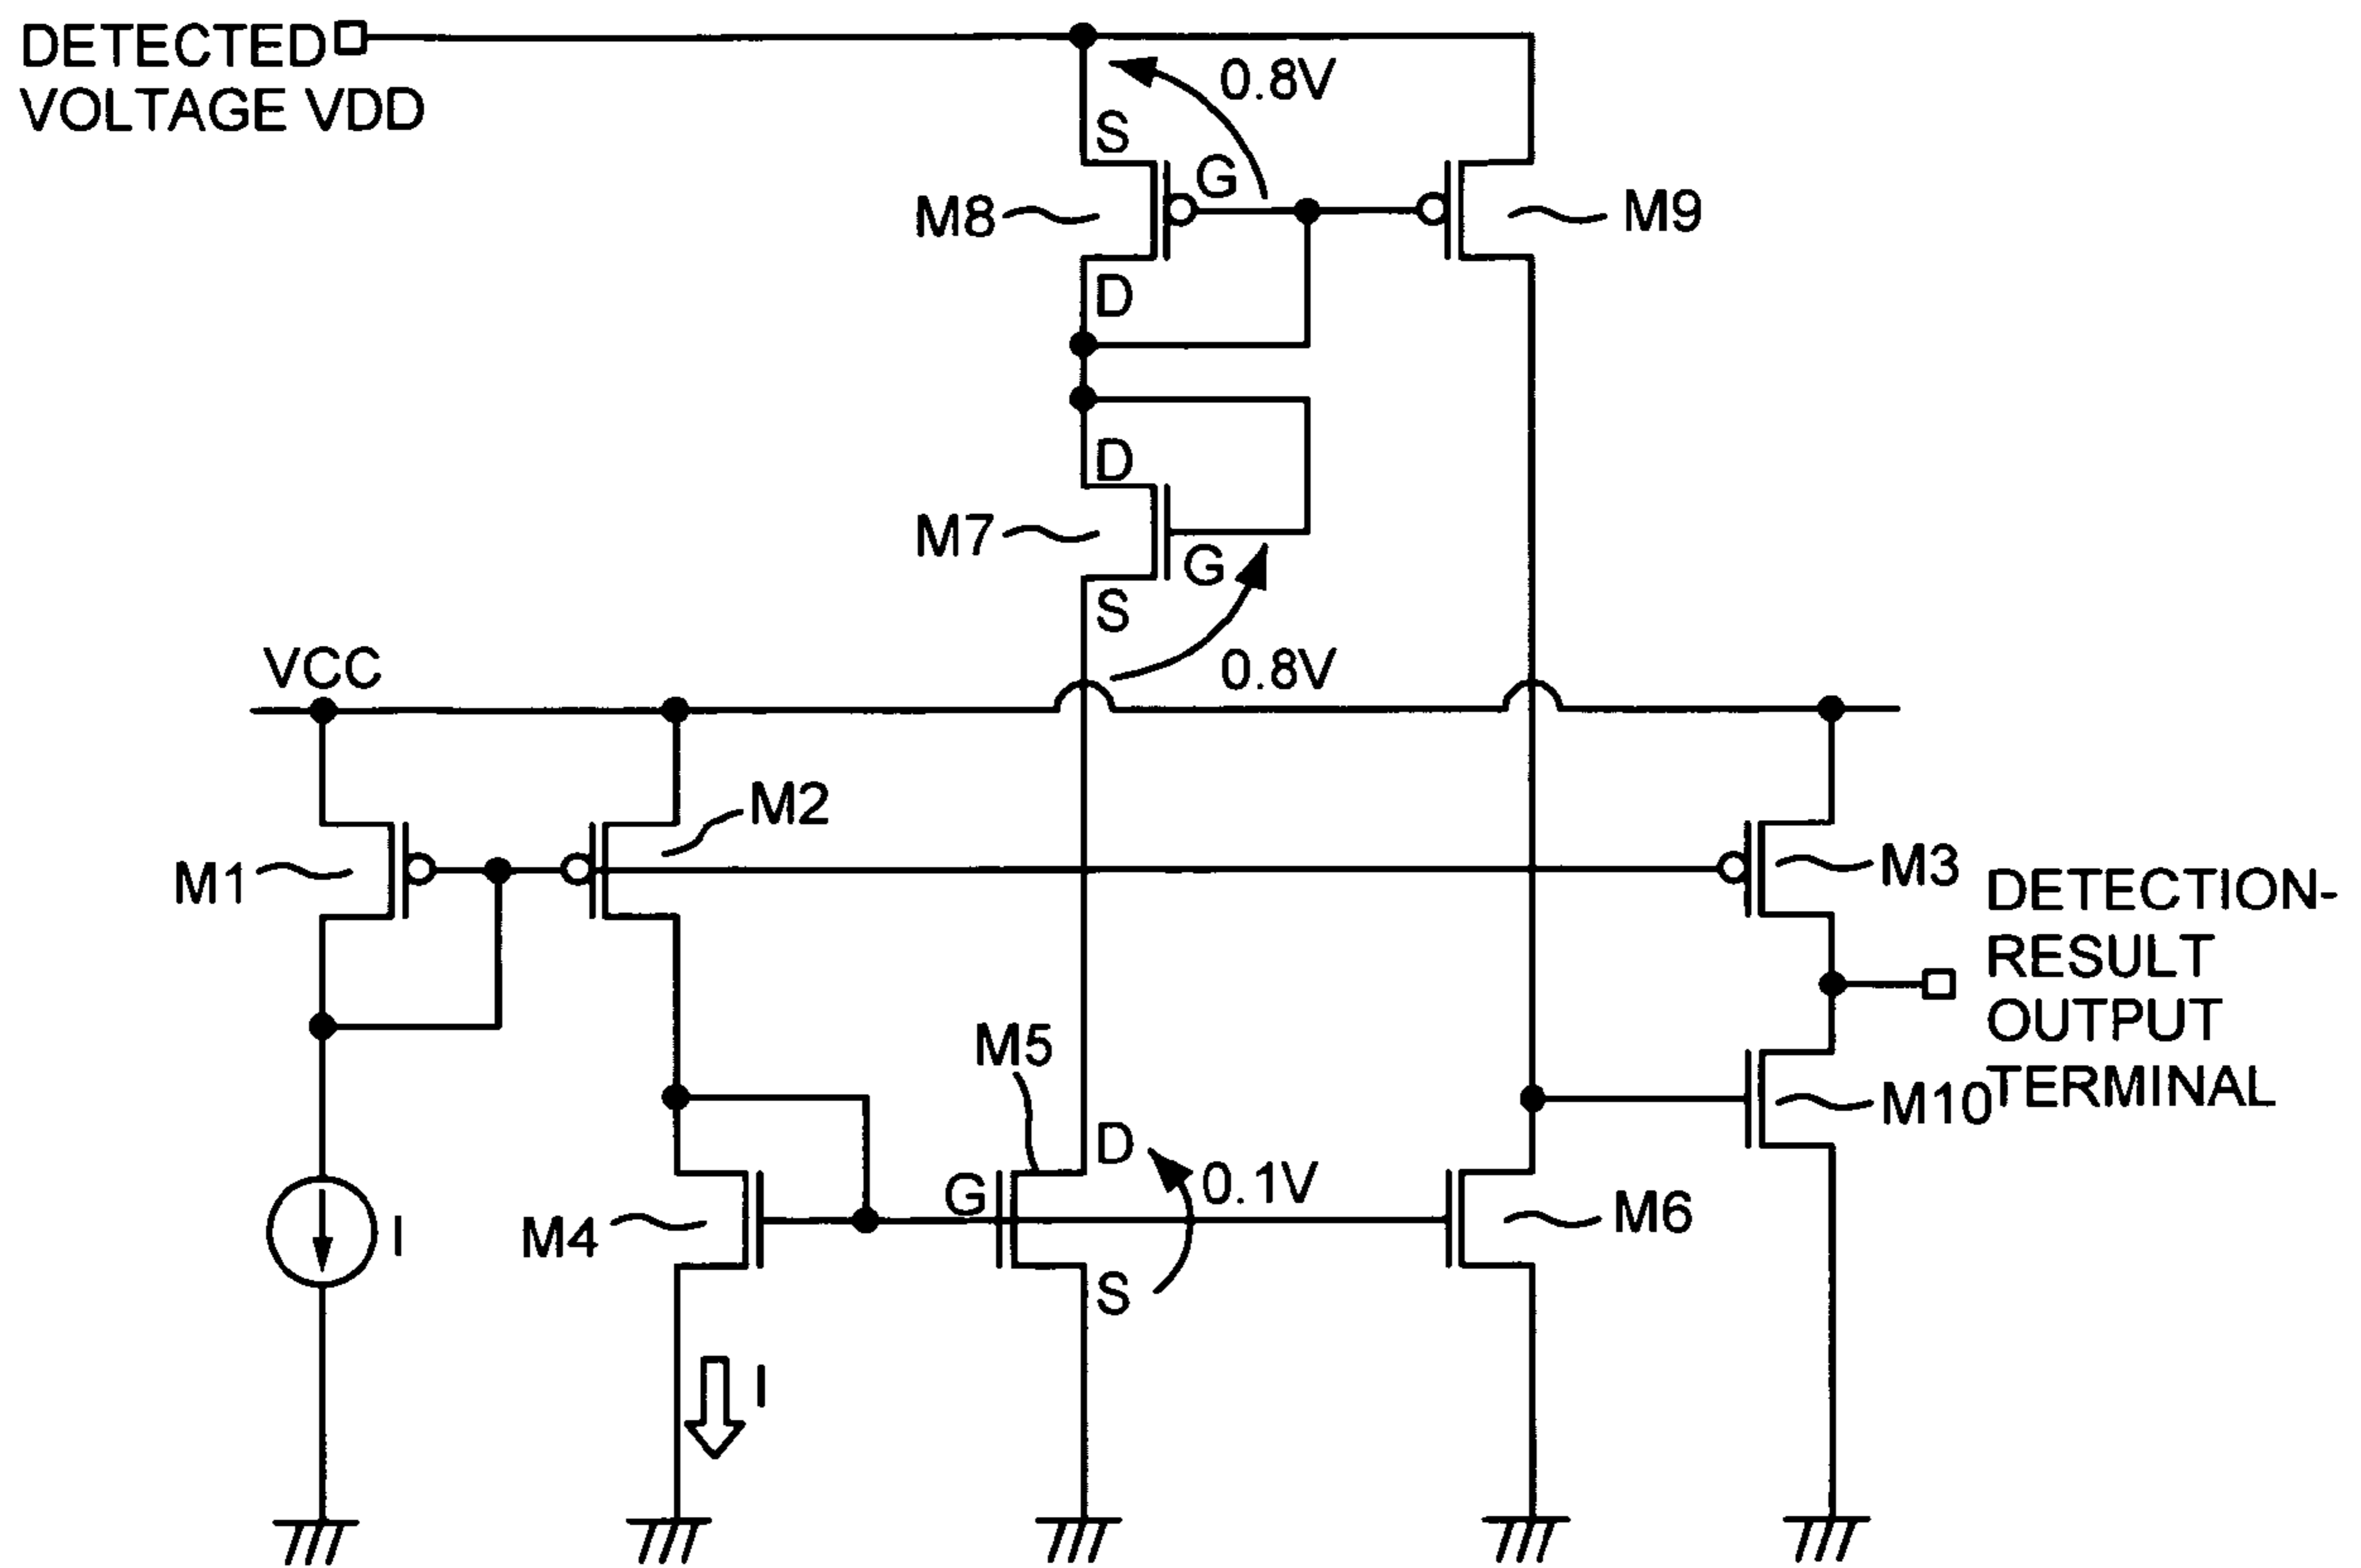 DETECTED
VOLTAGE VDD
0.8V
S
G
M8
M9
D
D
M7
G
S
0.8V
VCC
M2
M1
M3
DETECTION-
RESULT
OUTPUT
TERMINAL
M5
M10
D
G
0.1V
M4
M6
I
S
I